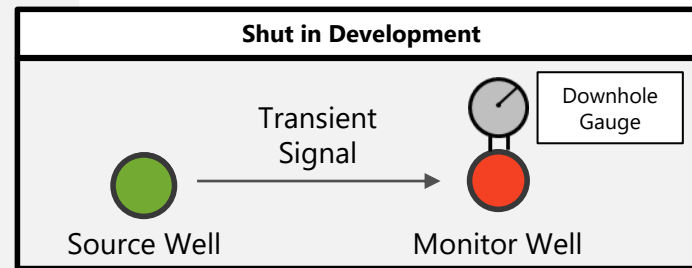 Shut in Development
Downhole
Gauge
Transient
Signal
Source Well
Monitor Well